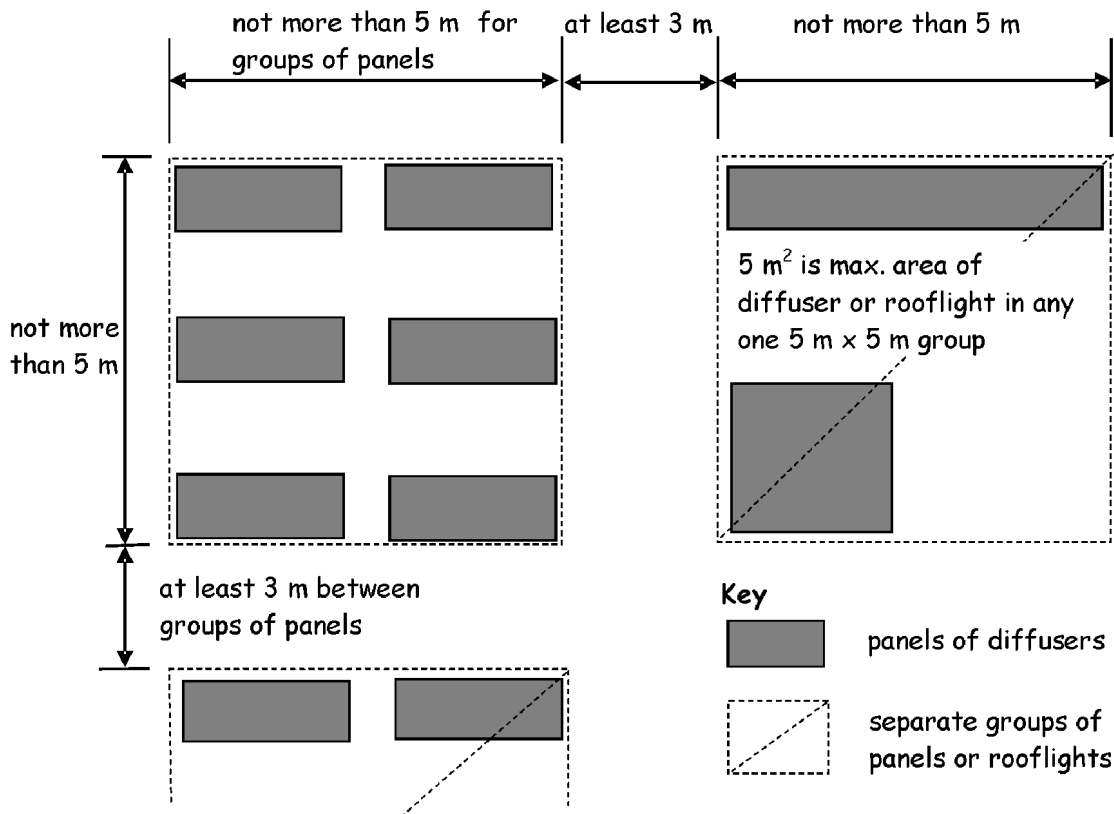 not more than 5 m for
groups of panels
at least 3 m
not more than 5 m
not more
than 5 m
5 m² is max. area of
diffuser or rooflight in any
one 5 m x 5 m group
at least 3 m between
groups of panels
Key
panels of diffusers
separate groups of
panels or rooflights